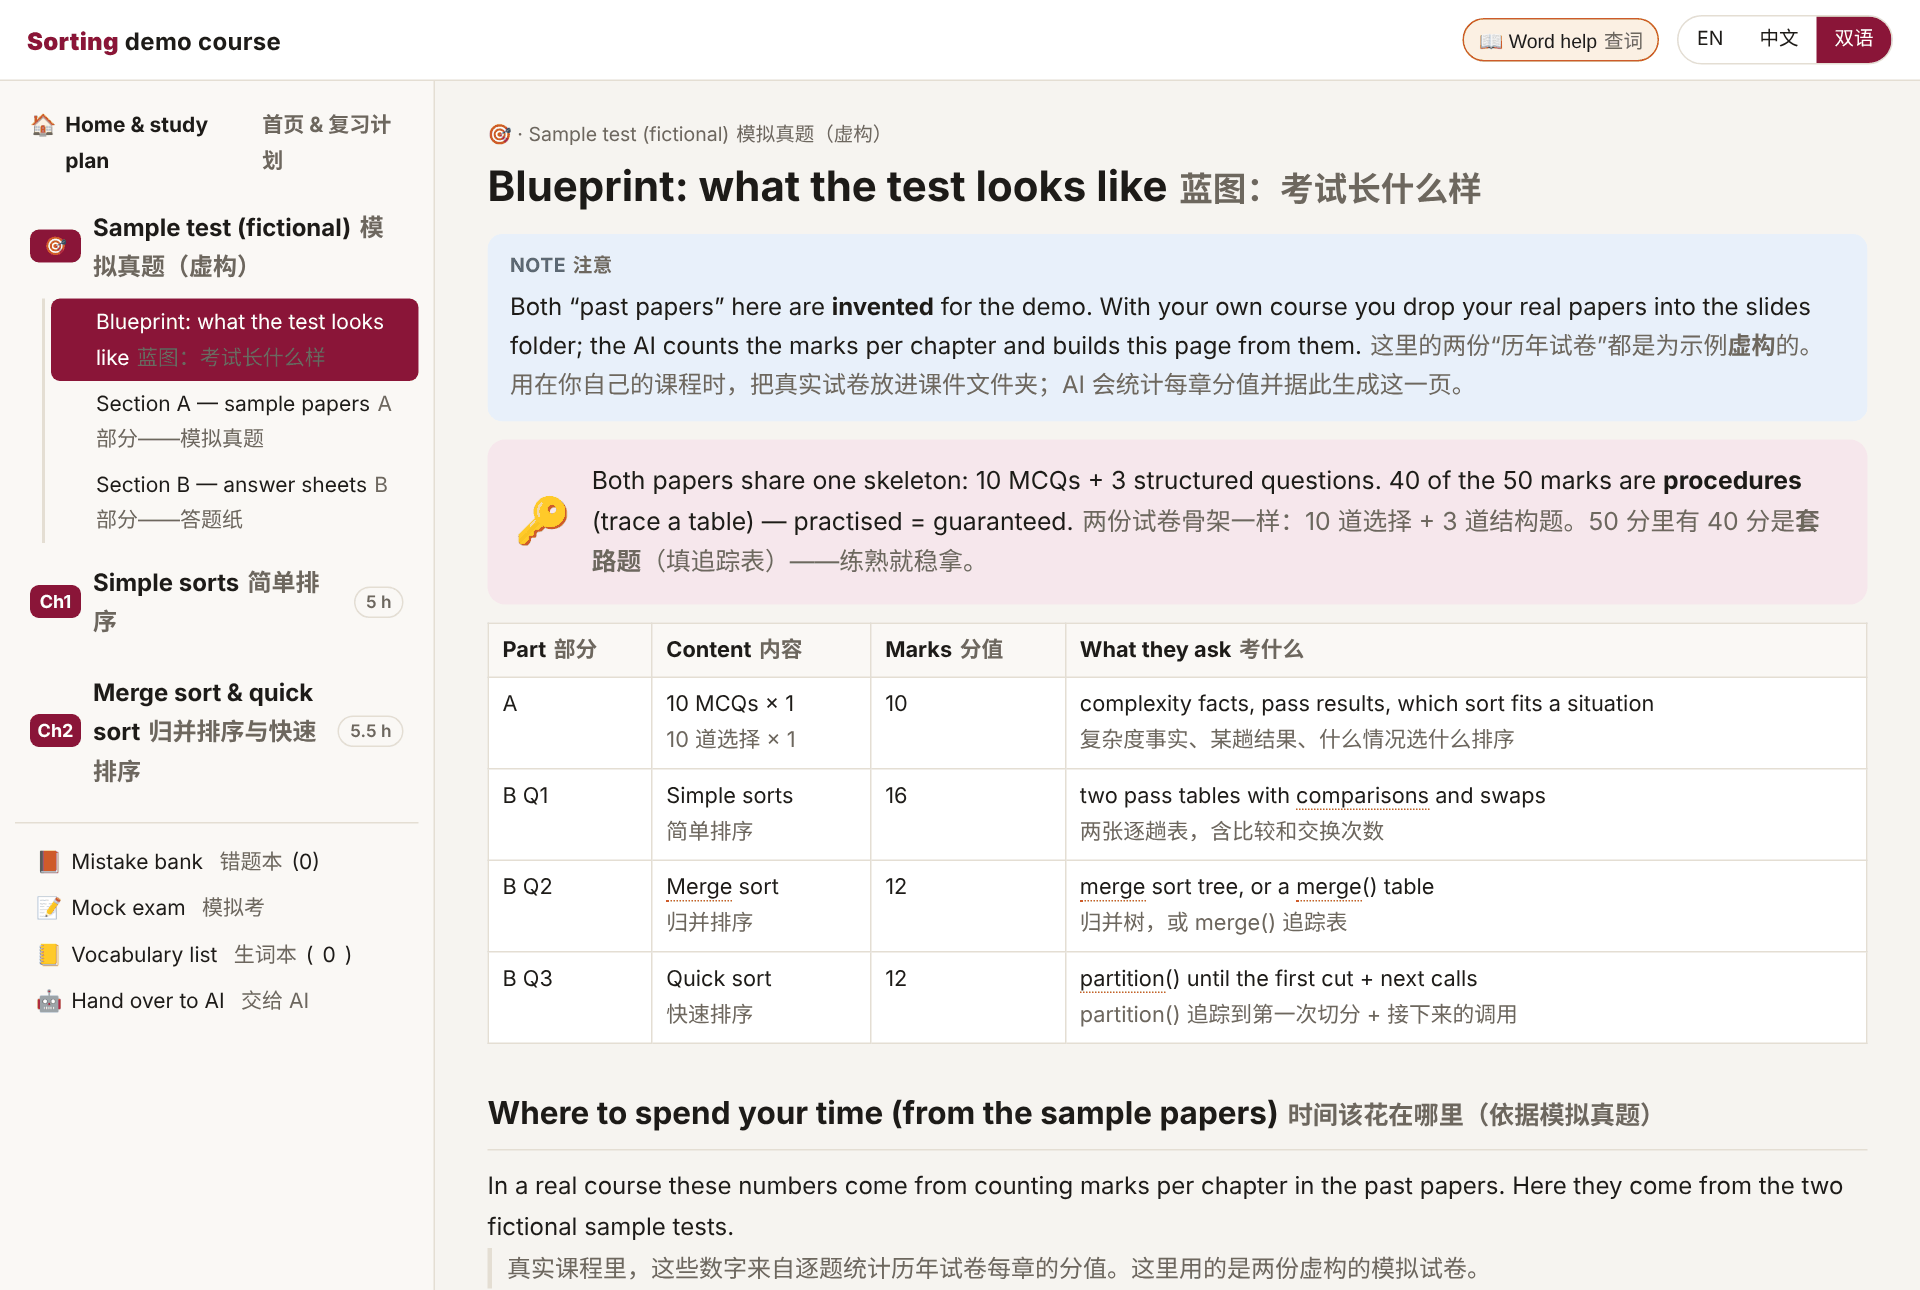 Sorting demo course
📖 Word help 查词
EN 中文 双语
🏠 Home & study plan 首页 & 复习计划
🎯 Sample test (fictional) 模
拟真题（虚构）
Blueprint: what the test looks
like 蓝图：考试长什么样
Section A — sample papers A
部分——模拟真题
Section B — answer sheets B
部分——答题纸
Ch1 Simple sorts 简单排
序
5 h
Ch2 Merge sort & quick
sort 归并排序与快速
排序
5.5 h
📕 Mistake bank 错题本 (0)
📝 Mock exam 模拟考
📒 Vocabulary list 生词本 ( 0 )
🤖 Hand over to AI 交给 AI
🎯 · Sample test (fictional) 模拟真题（虚构）
Blueprint: what the test looks like 蓝图：考试长什么样
NOTE 注意
Both “past papers” here are invented for the demo. With your own course you drop your real papers into the slides
folder; the AI counts the marks per chapter and builds this page from them. 这里的两份“历年试卷”都是为示例虚构的。
用在你自己的课程时，把真实试卷放进课件文件夹；AI 会统计每章分值并据此生成这一页。
Both papers share one skeleton: 10 MCQs + 3 structured questions. 40 of the 50 marks are procedures
(trace a table) — practised = guaranteed. 两份试卷骨架一样：10 道选择 + 3 道结构题。50 分里有 40 分是套
路题（填追踪表）——练熟就稳拿。
Part 部分 Content 内容 Marks 分值 What they ask 考什么
A 10 MCQs × 1 10 complexity facts, pass results, which sort fits a situation
10 道选择 × 1 复杂度事实、某趟结果、什么情况选什么排序
B Q1 Simple sorts 16 two pass tables with comparisons and swaps
简单排序 两张逐趟表，含比较和交换次数
B Q2 Merge sort 12 merge sort tree, or a merge() table
归并排序 归并树，或 merge() 追踪表
B Q3 Quick sort 12 partition() until the first cut + next calls
快速排序 partition() 追踪到第一次切分 + 接下来的调用
Where to spend your time (from the sample papers) 时间该花在哪里（依据模拟真题）
In a real course these numbers come from counting marks per chapter in the past papers. Here they come from the two
fictional sample tests.
真实课程里，这些数字来自逐题统计历年试卷每章的分值。这里用的是两份虚构的模拟试卷。